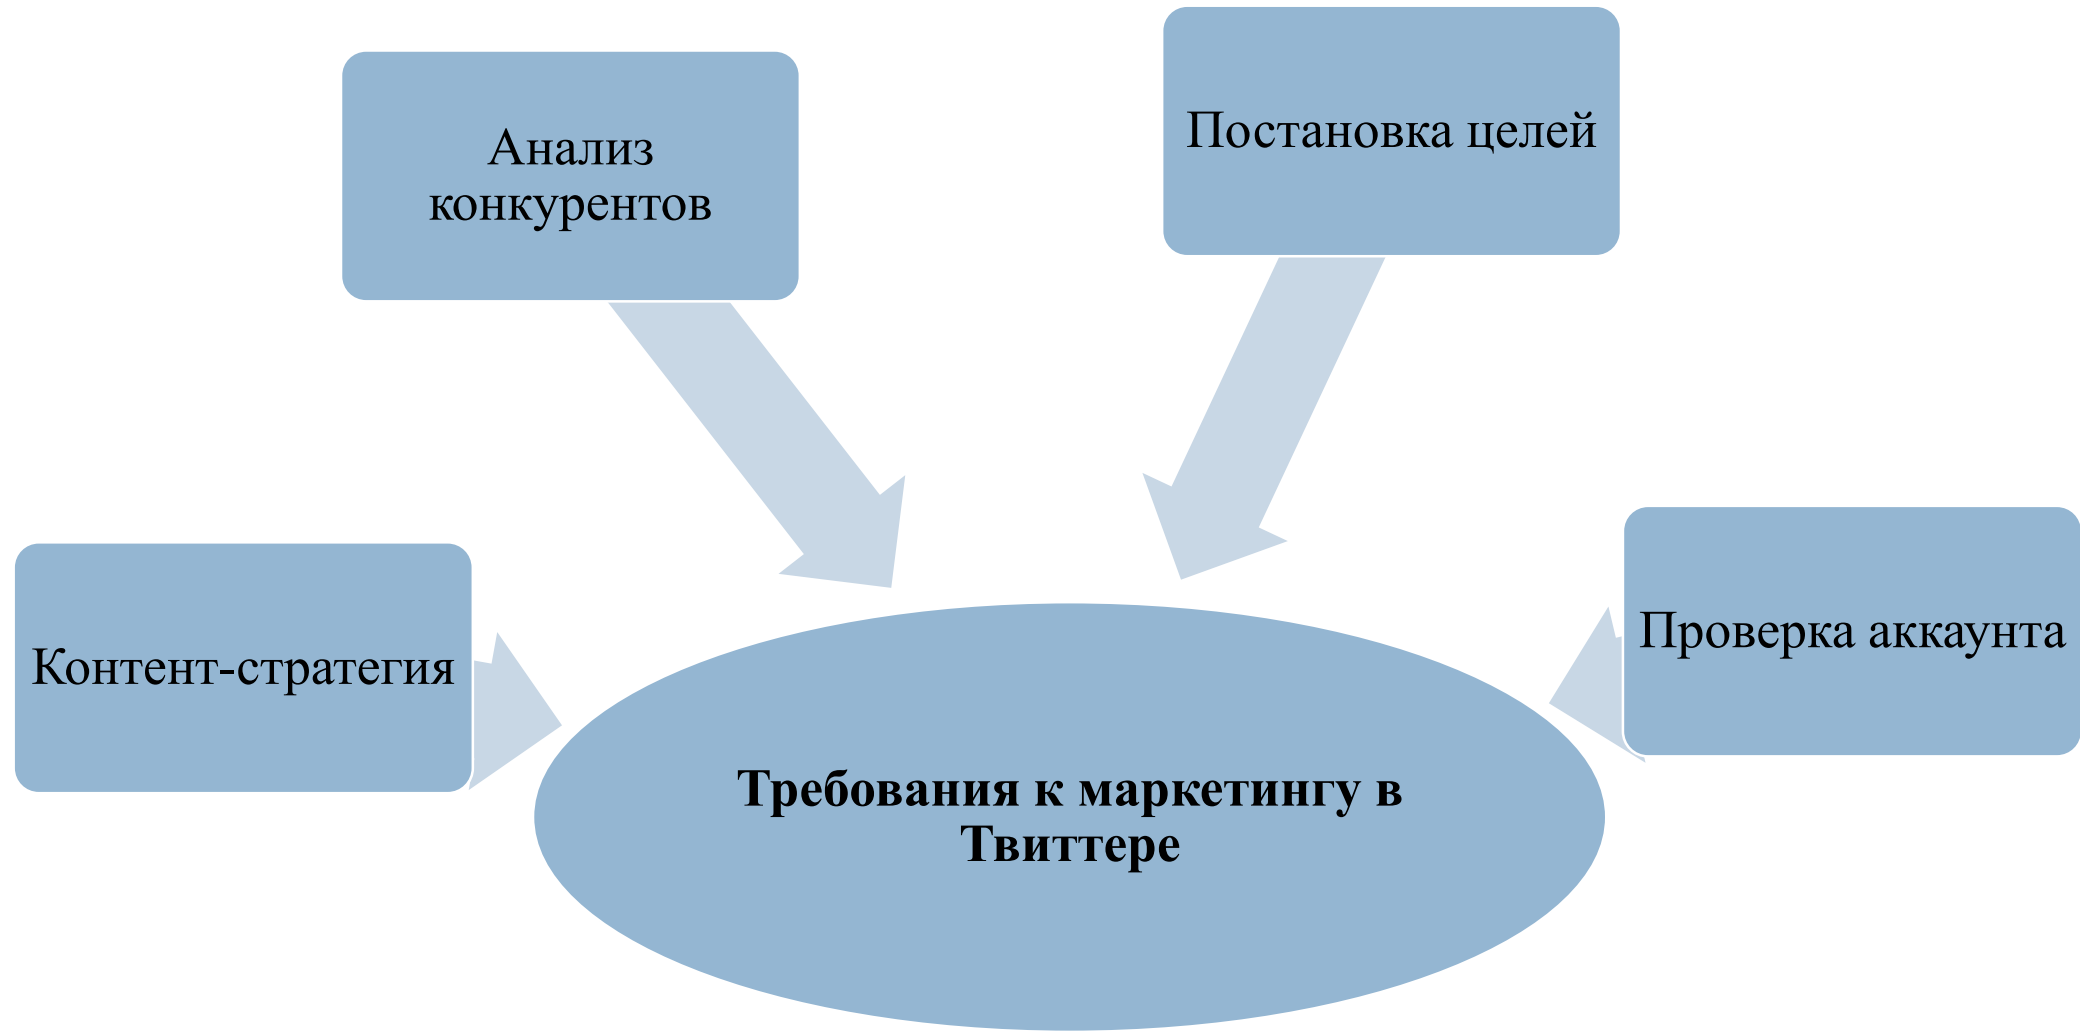 Анализ
конкурентов
Постановка целей
Контент-стратегия
Проверка аккаунта
Требования к маркетингу в
Твиттере